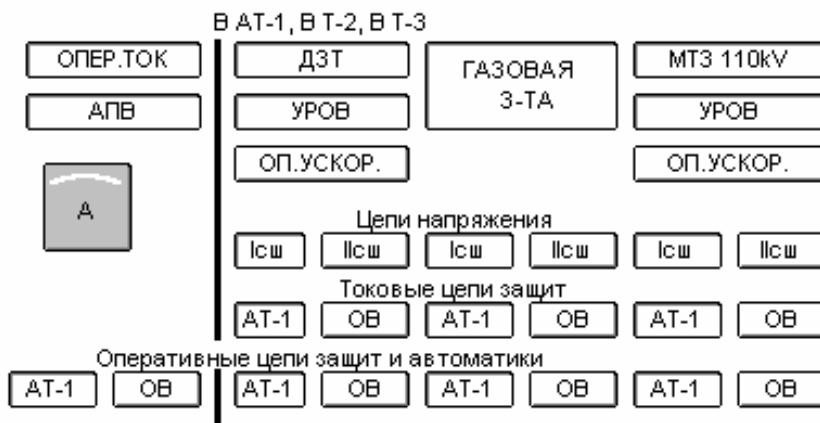 В АТ-1, В Т-2, В Т-3
ОПЕР.ТОК ДЗТ ГАЗОВАЯ З-ТА МТЗ 110kV
АПВ УРОВ УРОВ
ОП.УСКОР. ОП.УСКОР.
А
Цепи напряжения
Iсш IIсш Iсш IIсш Iсш IIсш
Токовые цепи защит
АТ-1 ОВ АТ-1 ОВ АТ-1 ОВ
Оперативные цепи защит и автоматики
АТ-1 ОВ АТ-1 ОВ АТ-1 ОВ АТ-1 ОВ